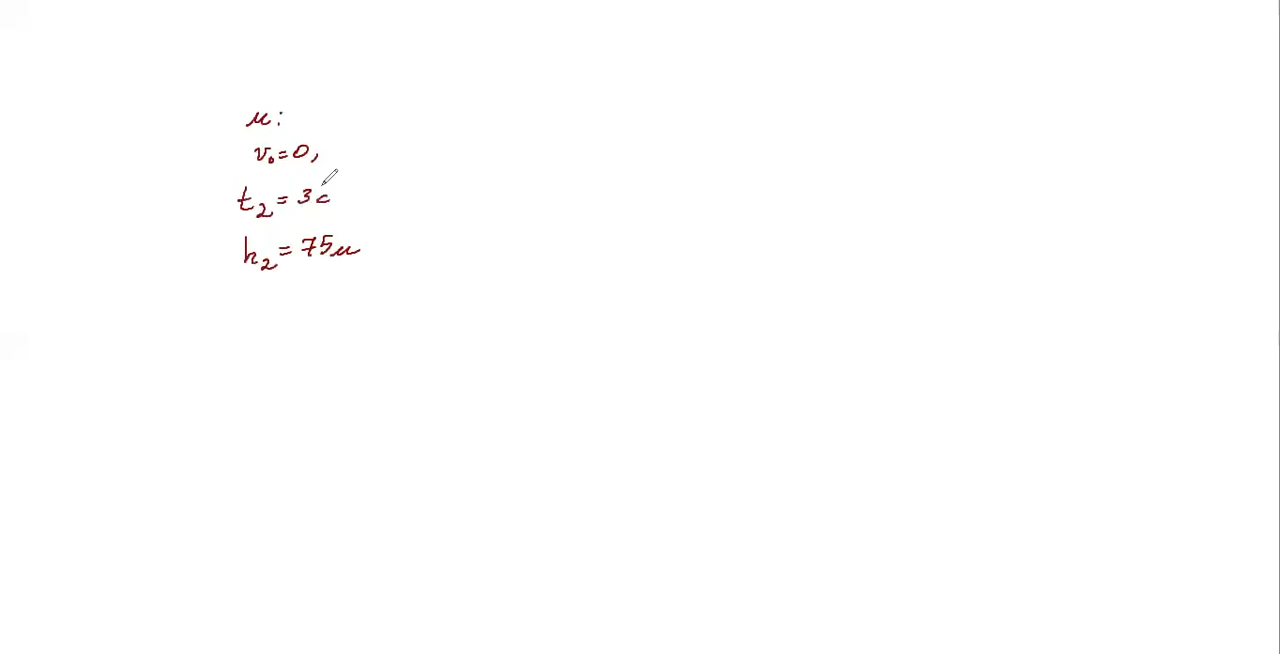 м:
v₀=0,
t₂ = 3с
h₂ = 75м